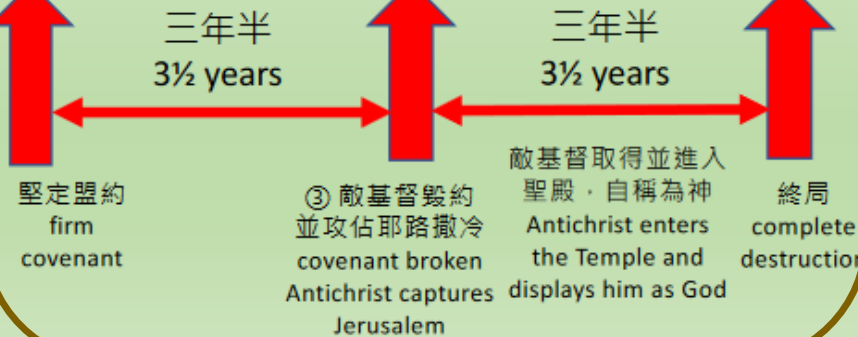 三年半
3½ years
三年半
3½ years
堅定盟約
firm
covenant
③ 敵基督毀約
並攻佔耶路撒冷
covenant broken
Antichrist captures
Jerusalem
敵基督取得並進入
聖殿，自稱為神
Antichrist enters
the Temple and
displays him as God
終局
complete
destruction